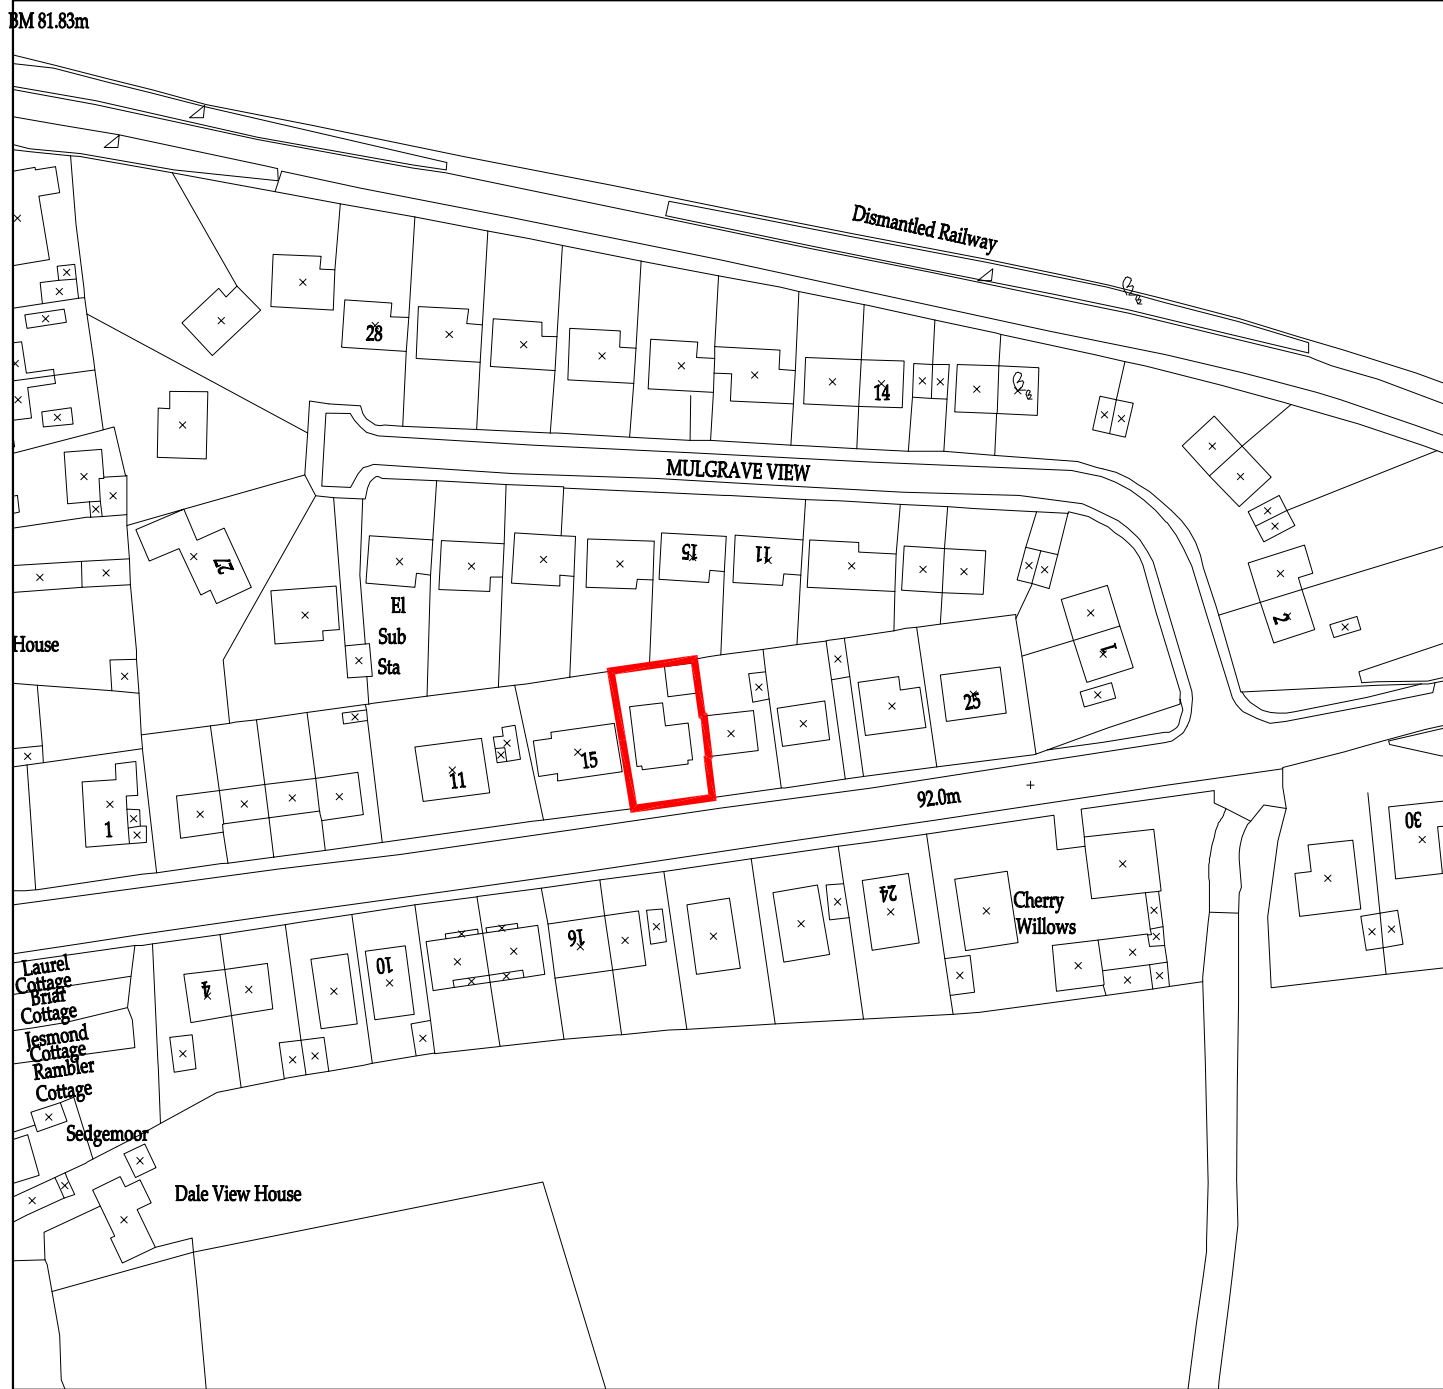 BM 81.83m
Dismantled Railway
28
14
MULGRAVE VIEW
15
11
27
El
Sub
Sta
2
1
House
25
15
11
1
92.0m
30
24
Cherry
Willows
16
10
4
Laurel
Cottage
Briar
Cottage
Jesmond
Cottage
Rambler
Cottage
Sedgemoor
Dale View House